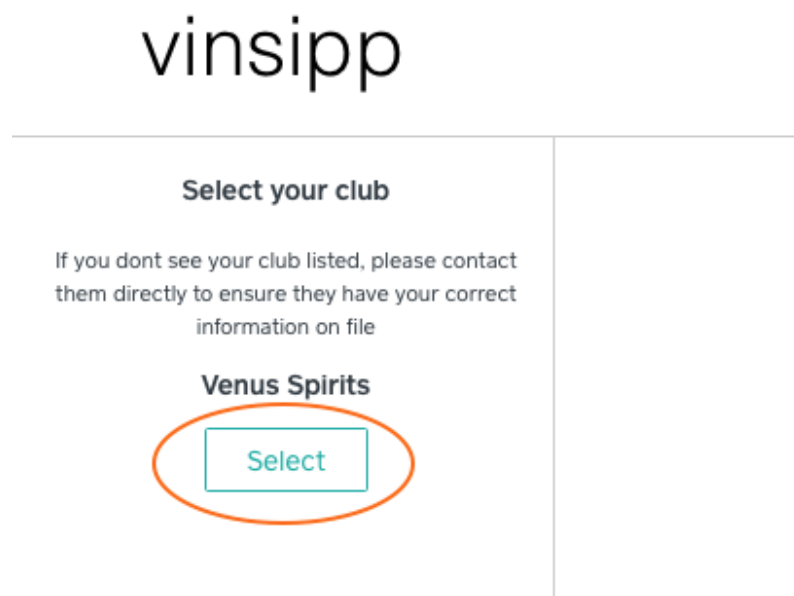 vinsipp
Select your club
If you dont see your club listed, please contact
them directly to ensure they have your correct
information on file
Venus Spirits
Select